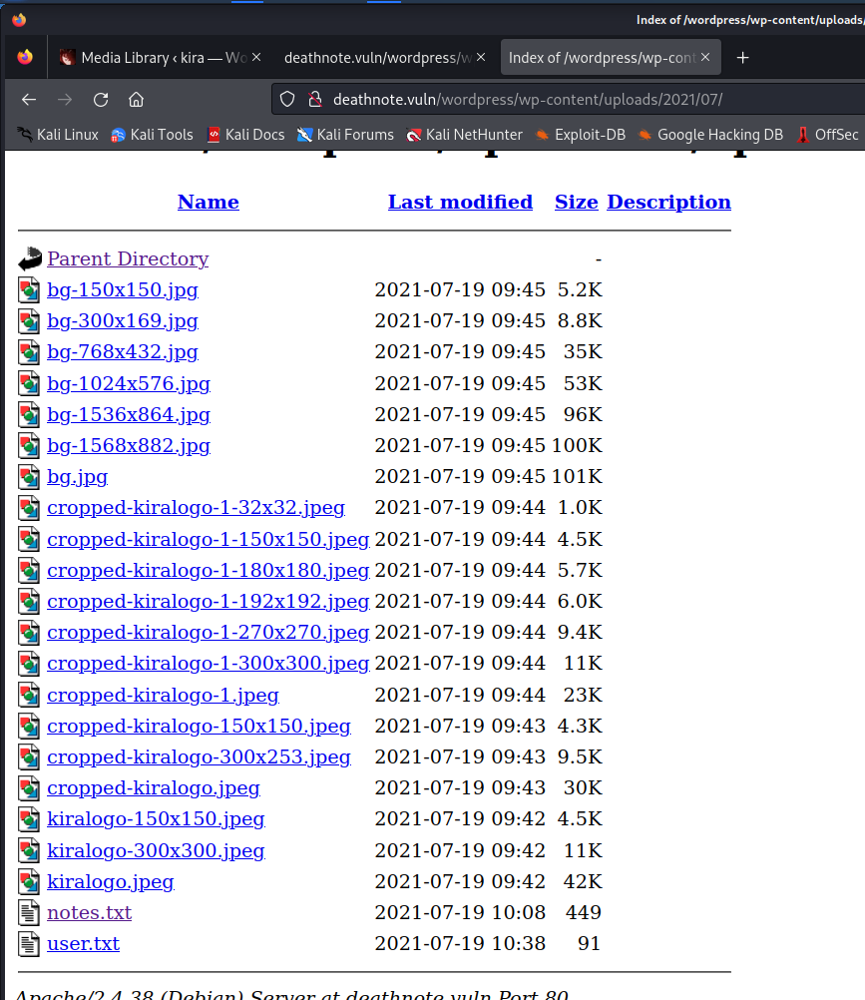 Index of /wordpress/wp-content/uploads/
Media Library ‹ kira — Wo
deathnote.vuln/wordpress/w
Index of /wordpress/wp-cont
deathnote.vuln/wordpress/wp-content/uploads/2021/07/
Kali Linux Kali Tools Kali Docs Kali Forums Kali NetHunter Exploit-DB Google Hacking DB OffSec
Name Last modified Size Description
Parent Directory -
bg-150x150.jpg 2021-07-19 09:45 5.2K
bg-300x169.jpg 2021-07-19 09:45 8.8K
bg-768x432.jpg 2021-07-19 09:45 35K
bg-1024x576.jpg 2021-07-19 09:45 53K
bg-1536x864.jpg 2021-07-19 09:45 96K
bg-1568x882.jpg 2021-07-19 09:45 100K
bg.jpg 2021-07-19 09:45 101K
cropped-kiralogo-1-32x32.jpeg 2021-07-19 09:44 1.0K
cropped-kiralogo-1-150x150.jpeg 2021-07-19 09:44 4.5K
cropped-kiralogo-1-180x180.jpeg 2021-07-19 09:44 5.7K
cropped-kiralogo-1-192x192.jpeg 2021-07-19 09:44 6.0K
cropped-kiralogo-1-270x270.jpeg 2021-07-19 09:44 9.4K
cropped-kiralogo-1-300x300.jpeg 2021-07-19 09:44 11K
cropped-kiralogo-1.jpeg 2021-07-19 09:44 23K
cropped-kiralogo-150x150.jpeg 2021-07-19 09:43 4.3K
cropped-kiralogo-300x253.jpeg 2021-07-19 09:43 9.5K
cropped-kiralogo.jpeg 2021-07-19 09:43 30K
kiralogo-150x150.jpeg 2021-07-19 09:42 4.5K
kiralogo-300x300.jpeg 2021-07-19 09:42 11K
kiralogo.jpeg 2021-07-19 09:42 42K
notes.txt 2021-07-19 10:08 449
user.txt 2021-07-19 10:38 91
Apache/2.4.38 (Debian) Server at deathnote.vuln Port 80